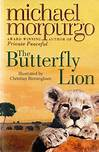 michael
morpurgo
AWARD-WINNING AUTHOR OF
Private Peaceful
The
Butterfly
Lion
Illustrated by
Christian Birmingham